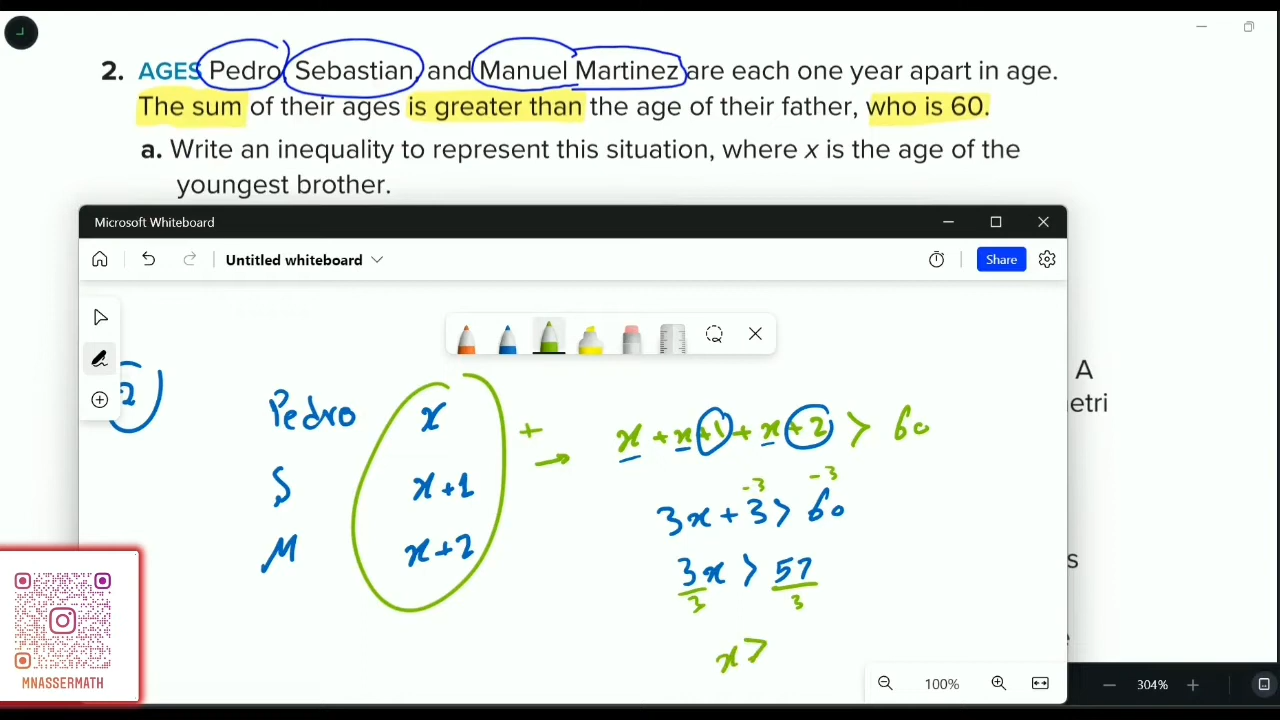 2. AGES Pedro, Sebastian, and Manuel Martinez are each one year apart in age.
The sum of their ages is greater than the age of their father, who is 60.
a. Write an inequality to represent this situation, where x is the age of the
youngest brother.
Microsoft Whiteboard
Untitled whiteboard
Share
2
Pedro x
S x+1
M x+2
+
→
x + x+1 + x+2 > 60
-3 -3
3x + 3 > 60
3x > 57
3 3
x >
A
etri
s
MNASSERMATH
100%
304%